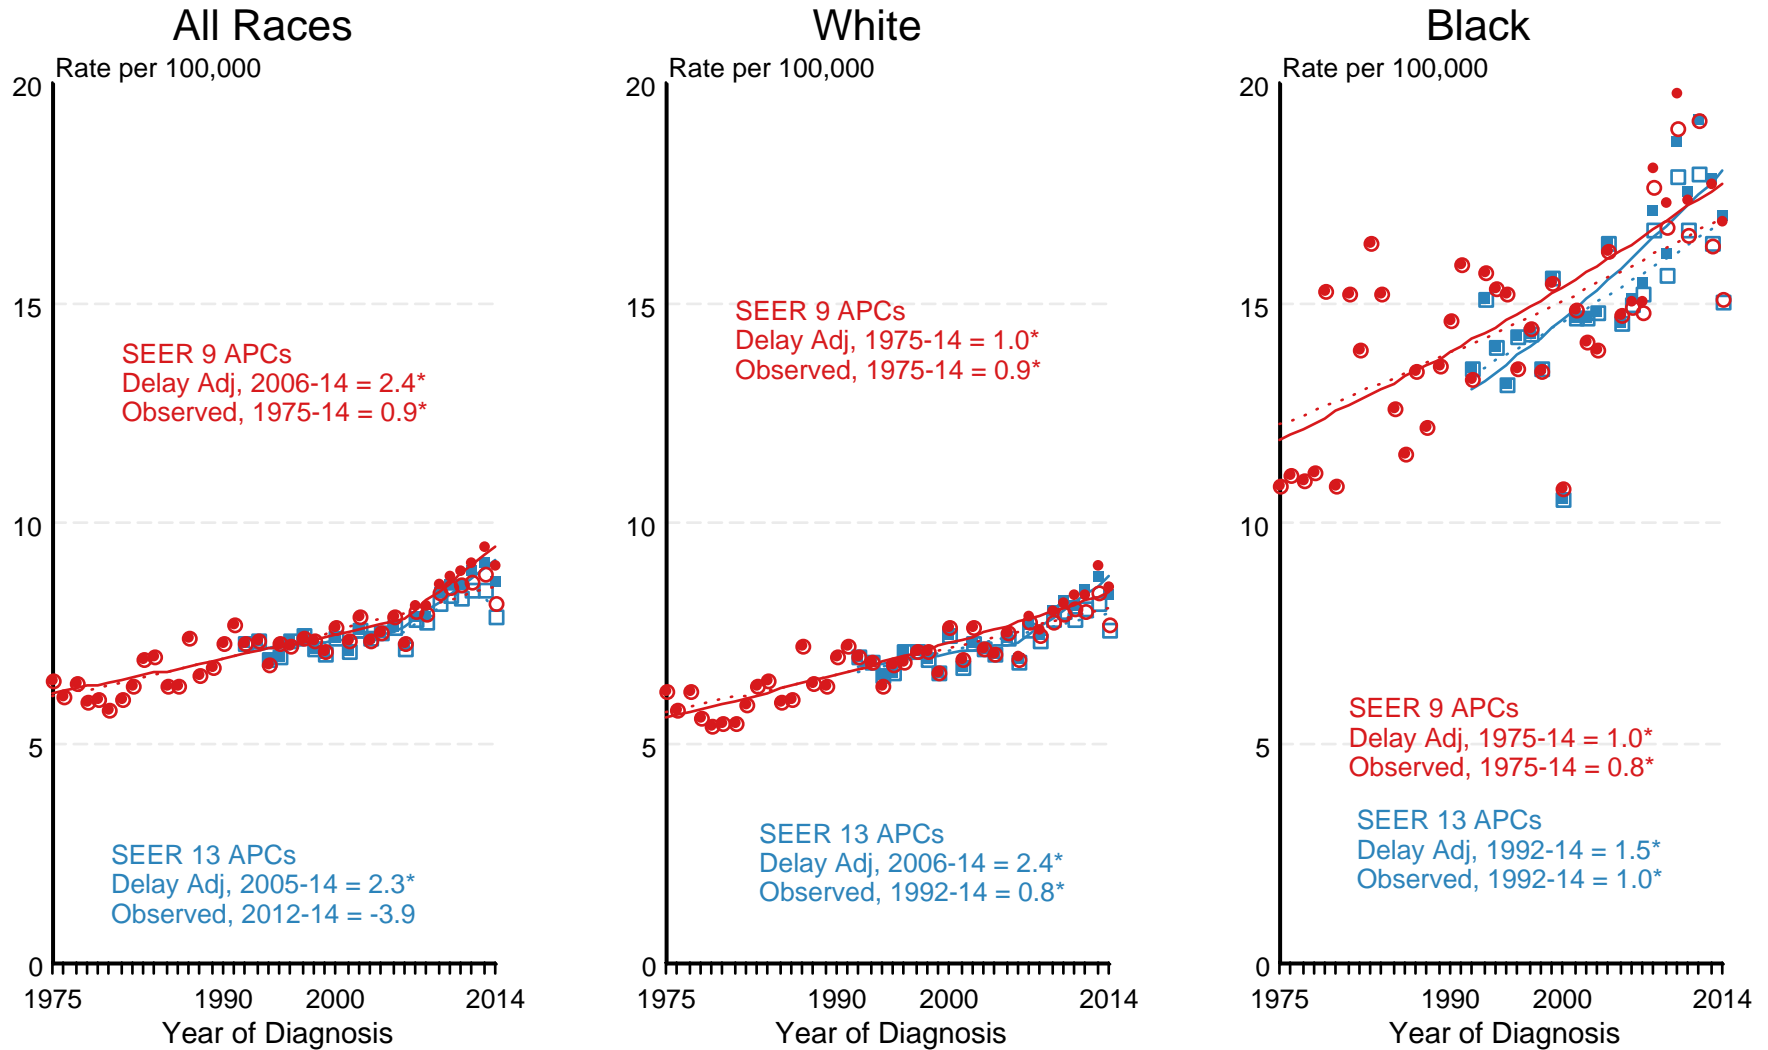 All Races
Rate per 100,000
20
15
10
5
0
SEER 9 APCs
Delay Adj, 2006-14 = 2.4*
Observed, 1975-14 = 0.9*
SEER 13 APCs
Delay Adj, 2005-14 = 2.3*
Observed, 2012-14 = -3.9
1975 1990 2000 2014
Year of Diagnosis
White
Rate per 100,000
20
15
10
5
0
SEER 9 APCs
Delay Adj, 1975-14 = 1.0*
Observed, 1975-14 = 0.9*
SEER 13 APCs
Delay Adj, 2006-14 = 2.4*
Observed, 1992-14 = 0.8*
1975 1990 2000 2014
Year of Diagnosis
Black
Rate per 100,000
20
15
10
5
0
SEER 9 APCs
Delay Adj, 1975-14 = 1.0*
Observed, 1975-14 = 0.8*
SEER 13 APCs
Delay Adj, 1992-14 = 1.5*
Observed, 1992-14 = 1.0*
1975 1990 2000 2014
Year of Diagnosis